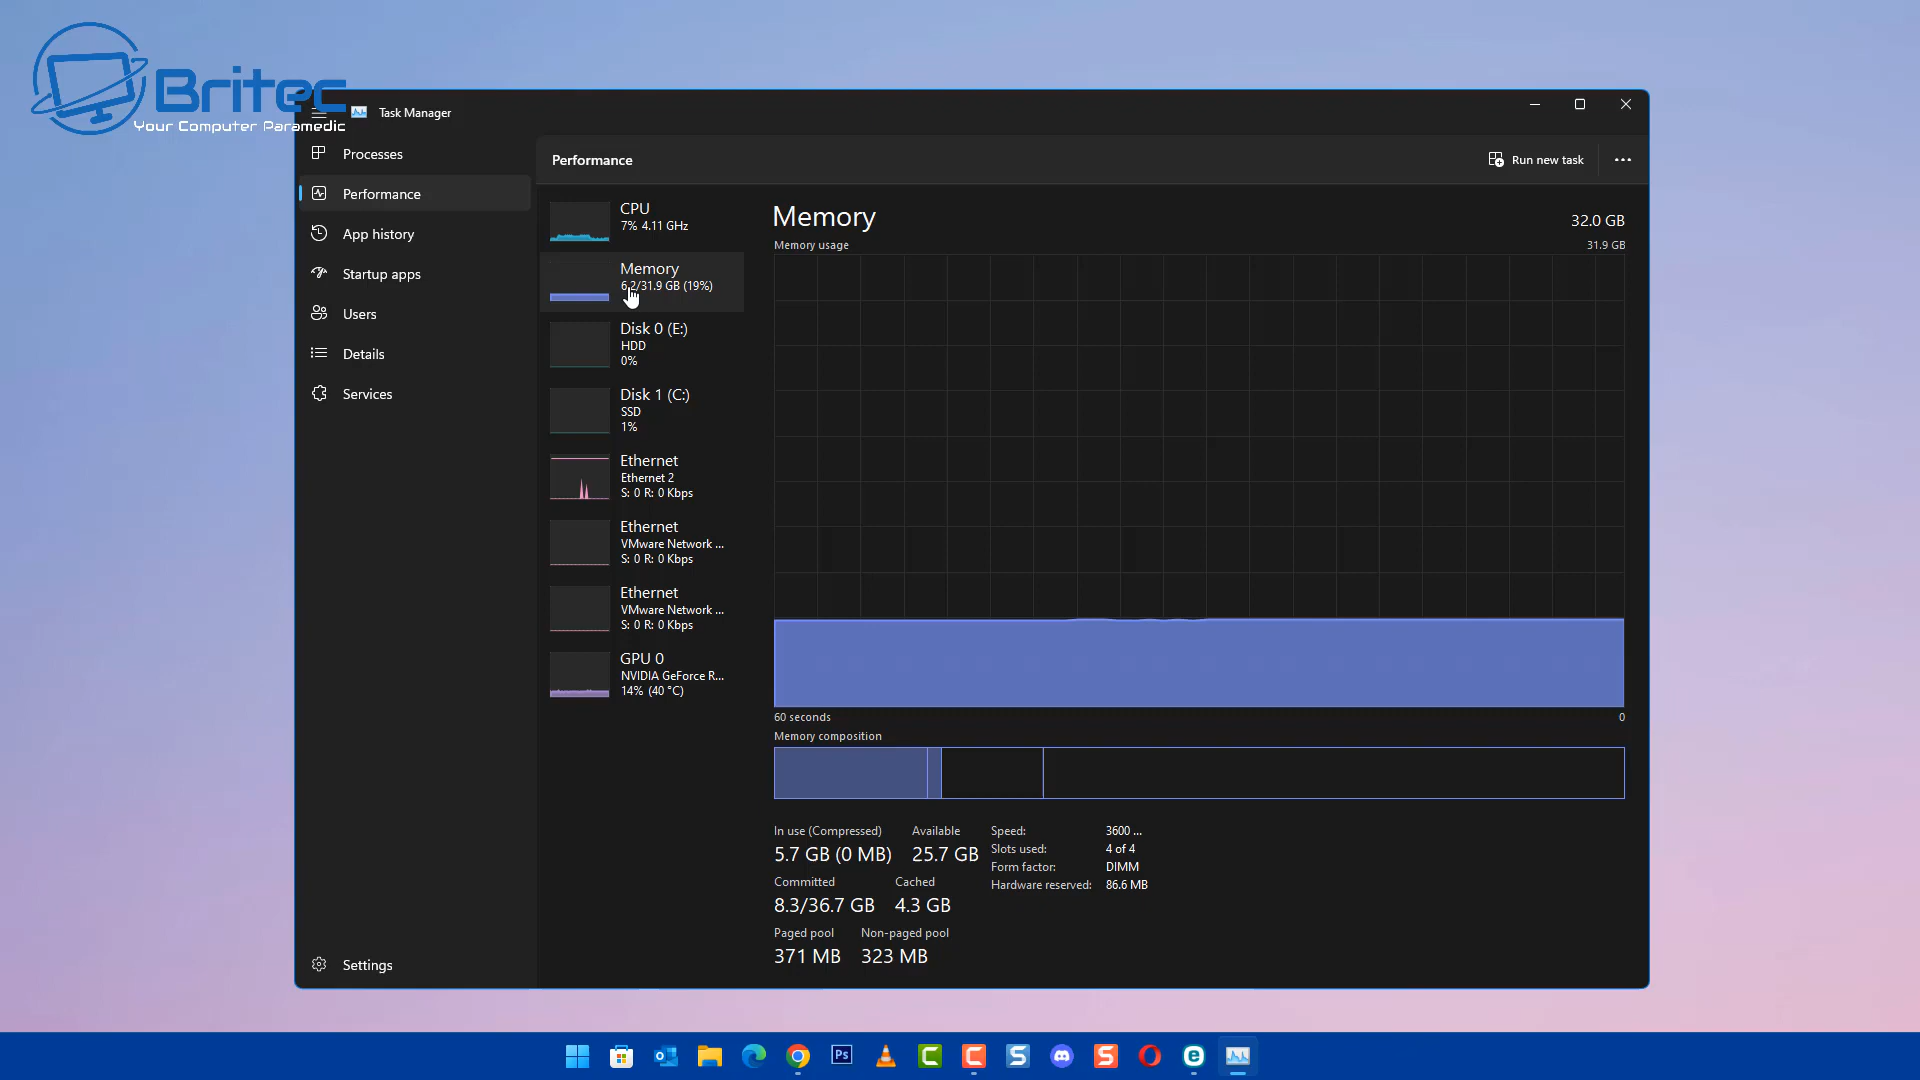 Britec
Your Computer Paramedic
Task Manager
Processes
Performance
App history
Startup apps
Users
Details
Services
Settings
Performance
Run new task
CPU
7% 4.11 GHz
Memory
6.2/31.9 GB (19%)
Disk 0 (E:)
HDD
0%
Disk 1 (C:)
SSD
1%
Ethernet
Ethernet 2
S: 0 R: 0 Kbps
Ethernet
VMware Network ...
S: 0 R: 0 Kbps
Ethernet
VMware Network ...
S: 0 R: 0 Kbps
GPU 0
NVIDIA GeForce R...
14% (40 °C)
Memory 32.0 GB
Memory usage 31.9 GB
60 seconds 0
Memory composition
In use (Compressed) Available
5.7 GB (0 MB) 25.7 GB
Committed Cached
8.3/36.7 GB 4.3 GB
Paged pool Non-paged pool
371 MB 323 MB
Speed: 3600 ...
Slots used: 4 of 4
Form factor: DIMM
Hardware reserved: 86.6 MB
Ps